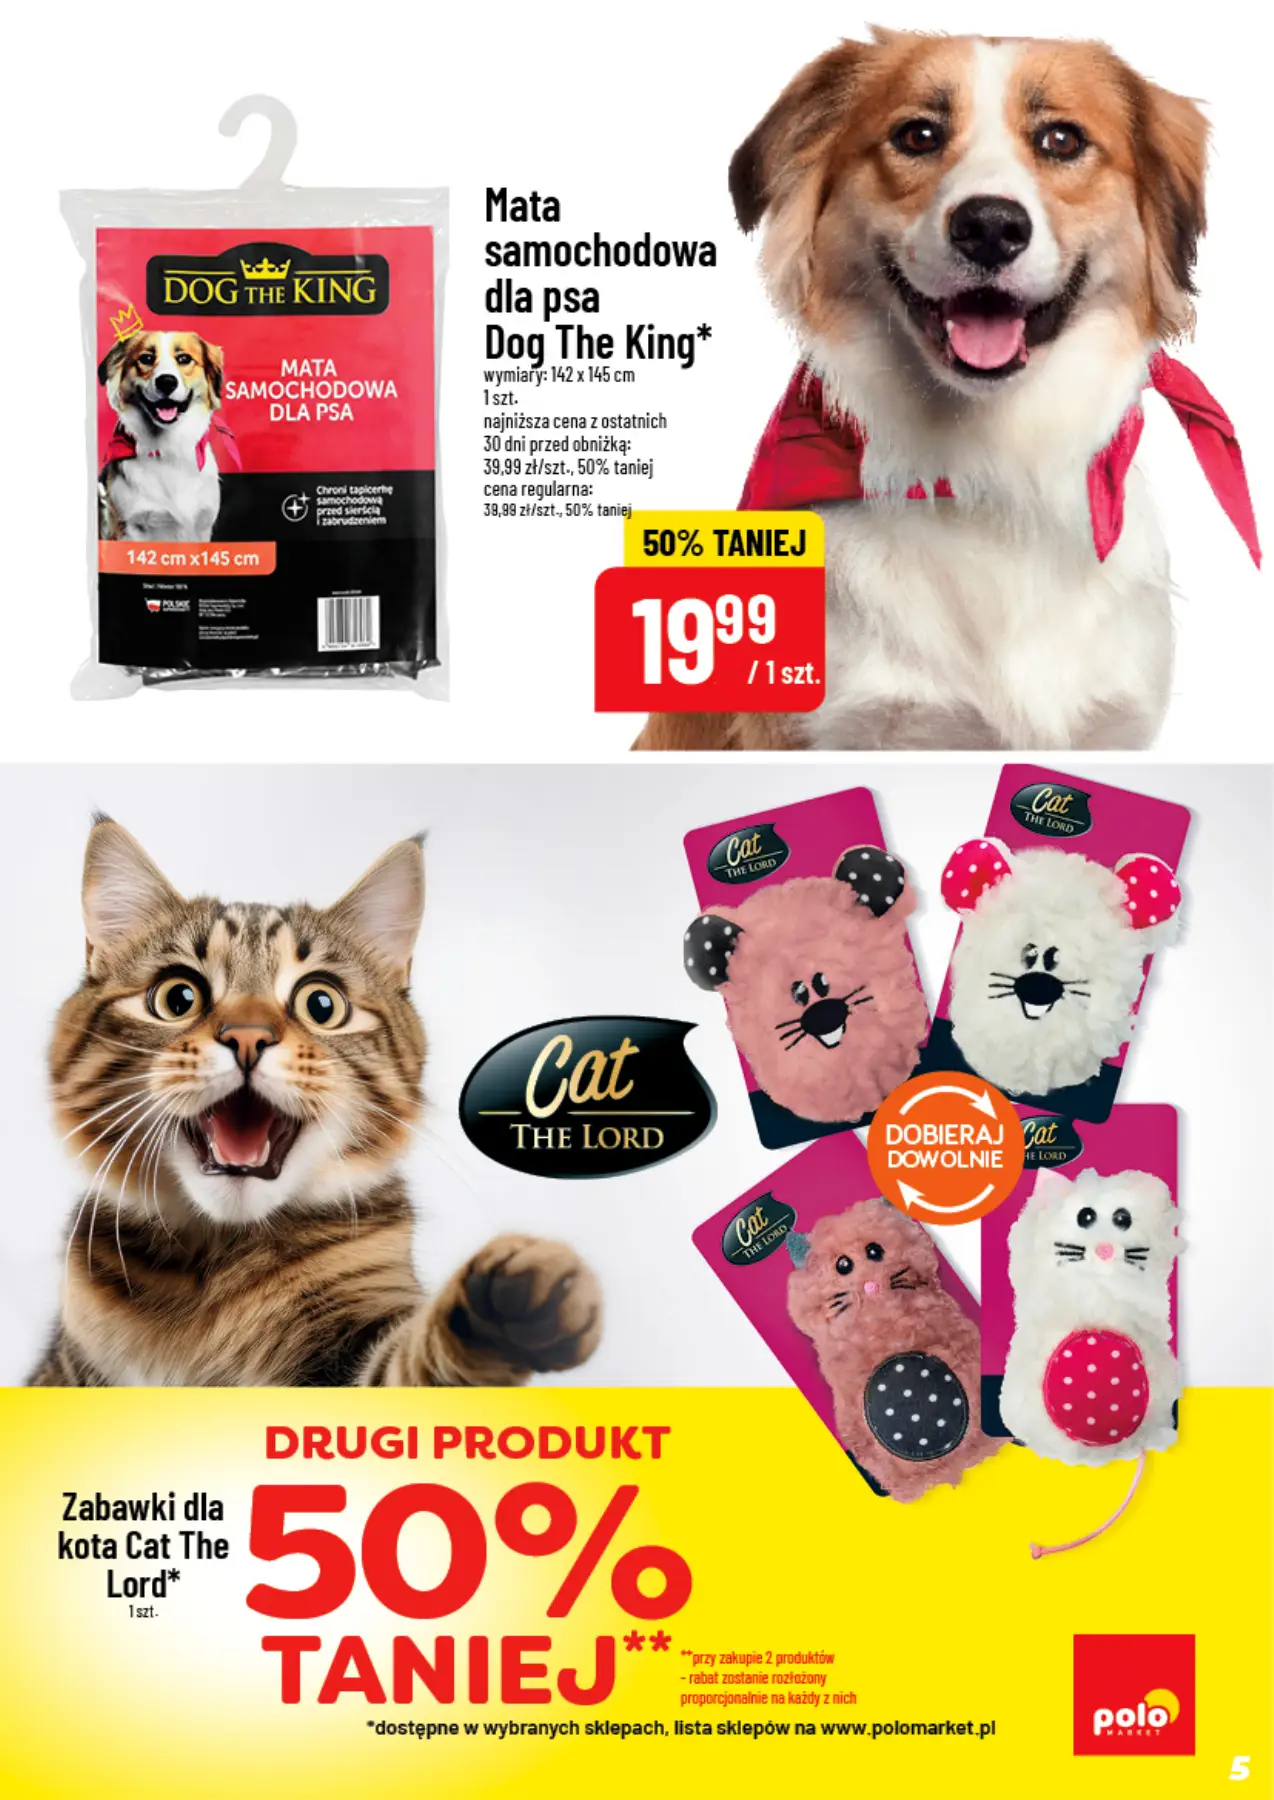 Mata
samochodowa
dla psa
Dog The King*
wymiary: 142 x 145 cm
1 szt.
najniższa cena z ostatnich
30 dni przed obniżką:
39,99 zł/szt., 50% taniej
cena regularna:
39,99 zł/szt., 50% taniej
50% TANIEJ
19 99
/ 1 szt.
DOG THE KING
MATA
SAMOCHODOWA
DLA PSA
Chroni tapicerkę
samochodową
przed sierścią
i zabrudzeniem
142 cm x 145 cm
POLSKIE
Cat
THE LORD
Cat
THE LORD
Cat
THE LORD
DOBIERAJ
DOWOLNIE
Cat
THE LORD
Cat
HE LORD
DRUGI PRODUKT
50%
TANIEJ**
Zabawki dla
kota Cat The
Lord*
1 szt.
**przy zakupie 2 produktów
- rabat zostanie rozłożony
proporcjonalnie na każdy z nich
*dostępne w wybranych sklepach, lista sklepów na www.polomarket.pl
polo
MARKET
5